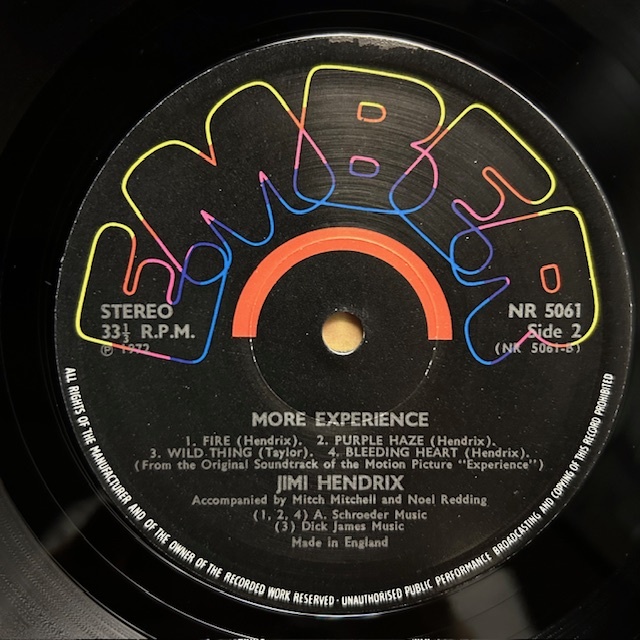 EMBER
STEREO
33⅓ R.P.M.
Ⓟ 1972
NR 5061
Side 2
(NR 5061-B)
MORE EXPERIENCE
1. FIRE (Hendrix). 2. PURPLE HAZE (Hendrix).
3. WILD THING (Taylor). 4. BLEEDING HEART (Hendrix).
(From the Original Soundtrack of the Motion Picture "Experience")
JIMI HENDRIX
Accompanied by Mitch Mitchell and Noel Redding
(1, 2, 4) A. Schroeder Music
(3) Dick James Music
Made in England
ALL RIGHTS OF THE MANUFACTURER AND OF THE OWNER OF THE RECORDED WORK RESERVED · UNAUTHORISED PUBLIC PERFORMANCE BROADCASTING AND COPYING OF THIS RECORD PROHIBITED